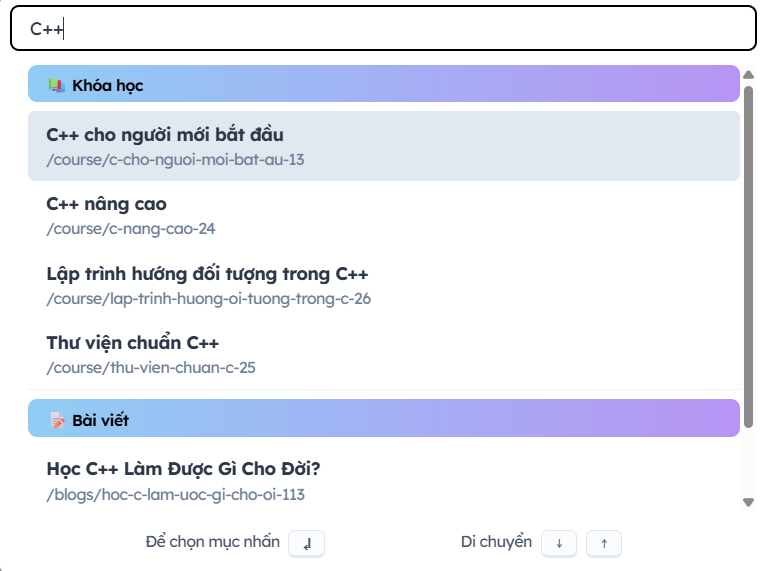 C++
Khóa học
C++ cho người mới bắt đầu
/course/c-cho-nguoi-moi-bat-au-13
C++ nâng cao
/course/c-nang-cao-24
Lập trình hướng đối tượng trong C++
/course/lap-trinh-huong-oi-tuong-trong-c-26
Thư viện chuẩn C++
/course/thu-vien-chuan-c-25
Bài viết
Học C++ Làm Được Gì Cho Đời?
/blogs/hoc-c-lam-uoc-gi-cho-oi-113
Để chọn mục nhấn ↲ Di chuyển ↓ ↑